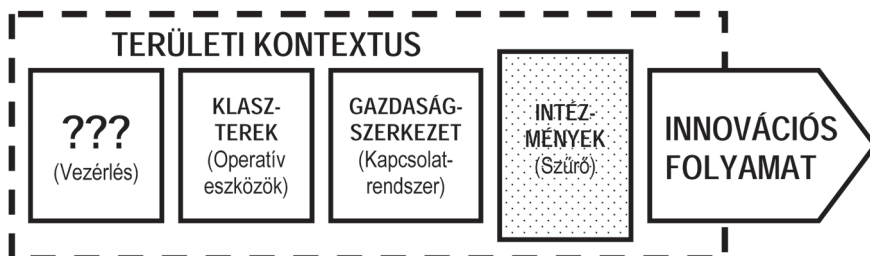 TERÜLETI KONTEXTUS
???
(Vezérlés)
KLASZ-
TEREK
(Operatív
eszközök)
GAZDASÁG-
SZERKEZET
(Kapcsolat-
rendszer)
INTÉZ-
MÉNYEK
(Szűrő)
INNOVÁCIÓS
FOLYAMAT